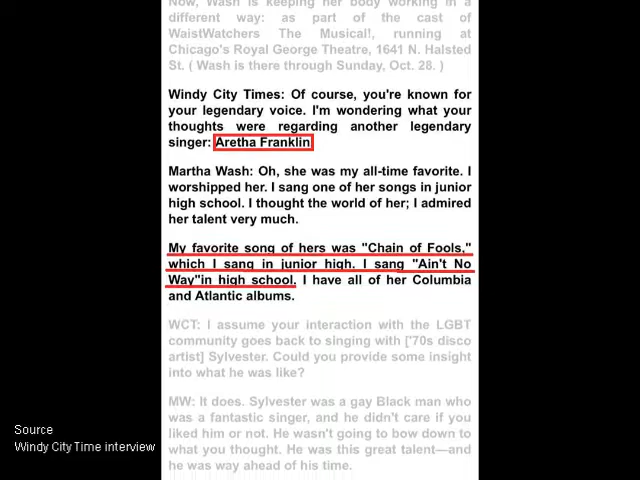 Now, Wash is keeping her body working in a
different way: as part of the cast of
WaistWatchers The Musical!, running at
Chicago's Royal George Theatre, 1641 N. Halsted
St. ( Wash is there through Sunday, Oct. 28. )
Windy City Times: Of course, you're known for
your legendary voice. I'm wondering what your
thoughts were regarding another legendary
singer: Aretha Franklin
Martha Wash: Oh, she was my all-time favorite. I
worshipped her. I sang one of her songs in junior
high school. I thought the world of her; I admired
her talent very much.
My favorite song of hers was "Chain of Fools,"
which I sang in junior high. I sang "Ain't No
Way"in high school. I have all of her Columbia
and Atlantic albums.
WCT: I assume your interaction with the LGBT
community goes back to singing with ['70s disco
artist] Sylvester. Could you provide some insight
into what he was like?
MW: It does. Sylvester was a gay Black man who
was a fantastic singer, and he didn't care if you
liked him or not. He wasn't going to bow down to
what you thought. He was this great talent—and
he was way ahead of his time.
Source
Windy City Time interview